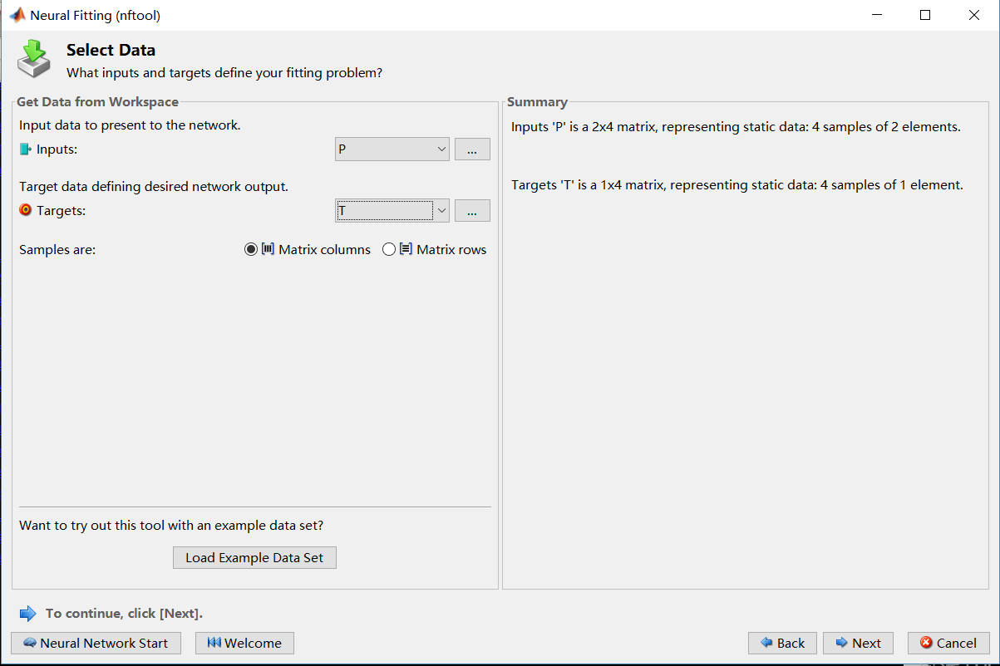 Neural Fitting (nftool)
Select Data
What inputs and targets define your fitting problem?
Get Data from Workspace
Input data to present to the network.
Inputs:
P
...
Target data defining desired network output.
Targets:
T
...
Samples are:
Matrix columns
Matrix rows
Want to try out this tool with an example data set?
Load Example Data Set
Summary
Inputs 'P' is a 2x4 matrix, representing static data: 4 samples of 2 elements.
Targets 'T' is a 1x4 matrix, representing static data: 4 samples of 1 element.
To continue, click [Next].
Neural Network Start
Welcome
Back
Next
Cancel